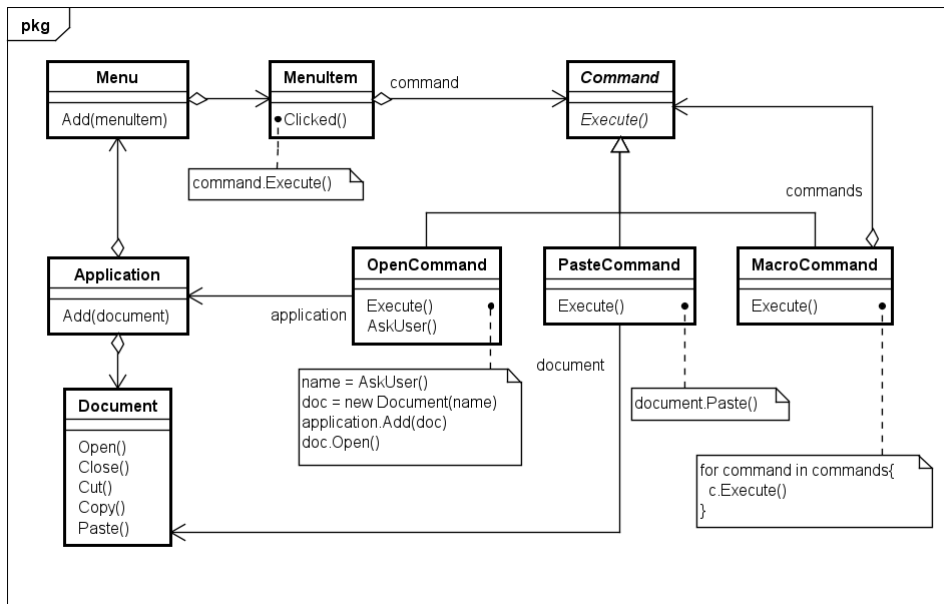 pkg
Menu
Add(menuItem)
MenuItem
Clicked()
command
Command
Execute()
command.Execute()
commands
Application
Add(document)
application
OpenCommand
Execute()
AskUser()
PasteCommand
Execute()
MacroCommand
Execute()
document
name = AskUser()
doc = new Document(name)
application.Add(doc)
doc.Open()
document.Paste()
Document
Open()
Close()
Cut()
Copy()
Paste()
for command in commands{
c.Execute()
}